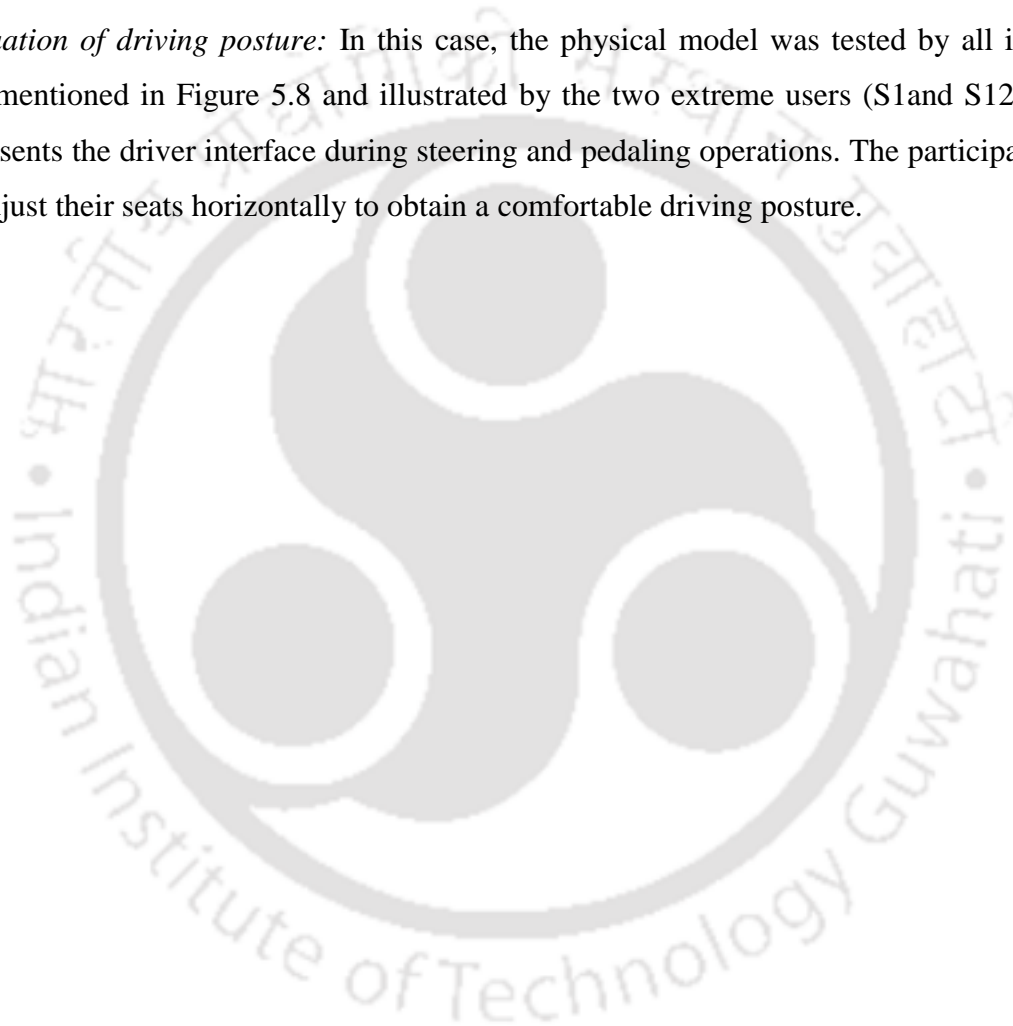 uation of driving posture: In this case, the physical model was tested by all i
mentioned in Figure 5.8 and illustrated by the two extreme users (S1and S12
sents the driver interface during steering and pedaling operations. The participa
just their seats horizontally to obtain a comfortable driving posture.
Indian Institute of Technology Guwahati